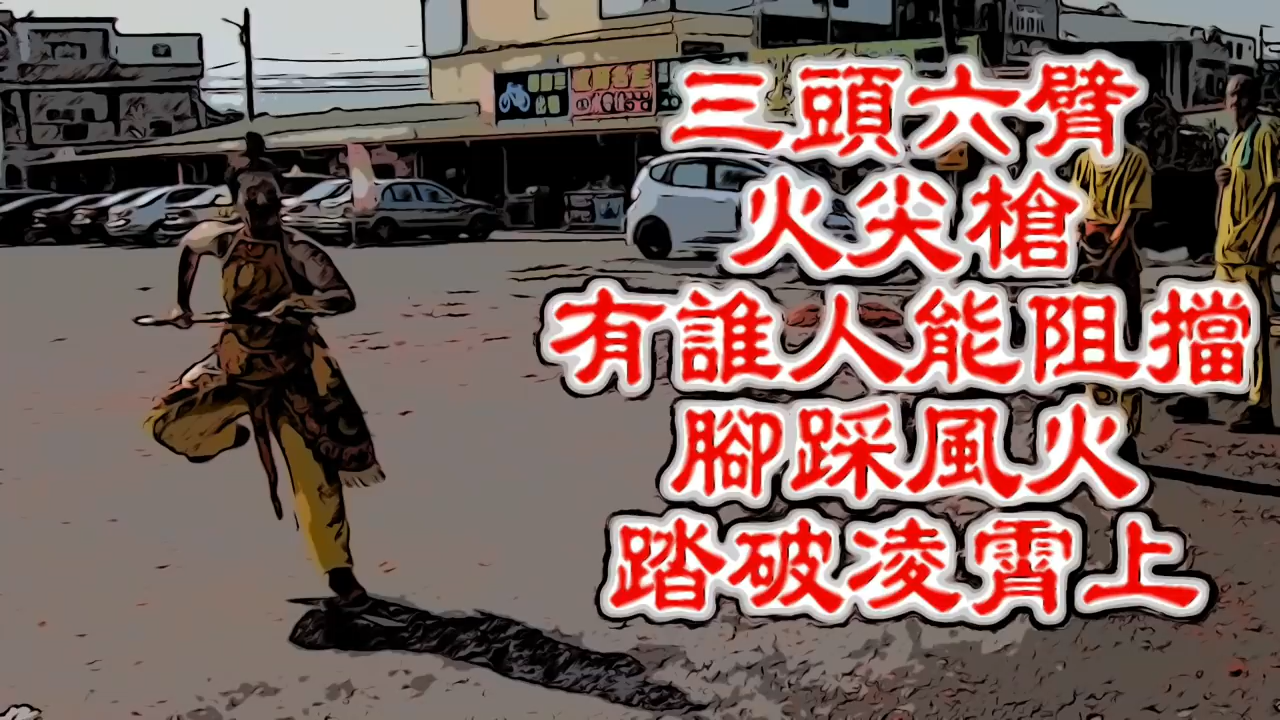 三頭六臂
火尖槍
有誰人能阻擋
腳踩風火
踏破凌霄上